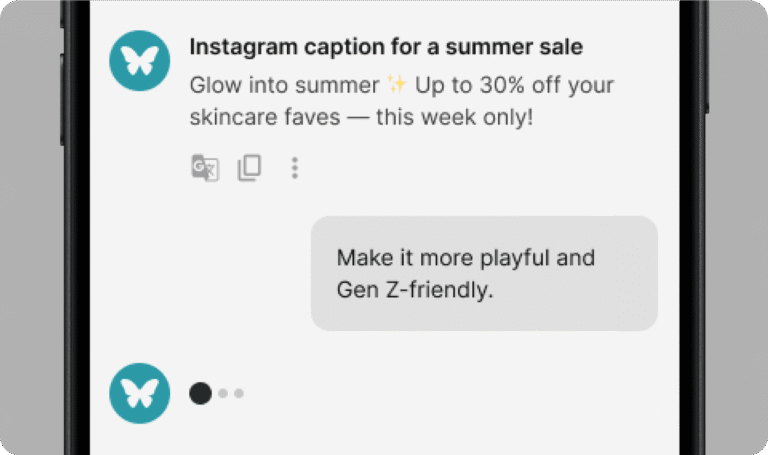 Instagram caption for a summer sale
Glow into summer ✨ Up to 30% off your
skincare faves — this week only!
Make it more playful and
Gen Z-friendly.